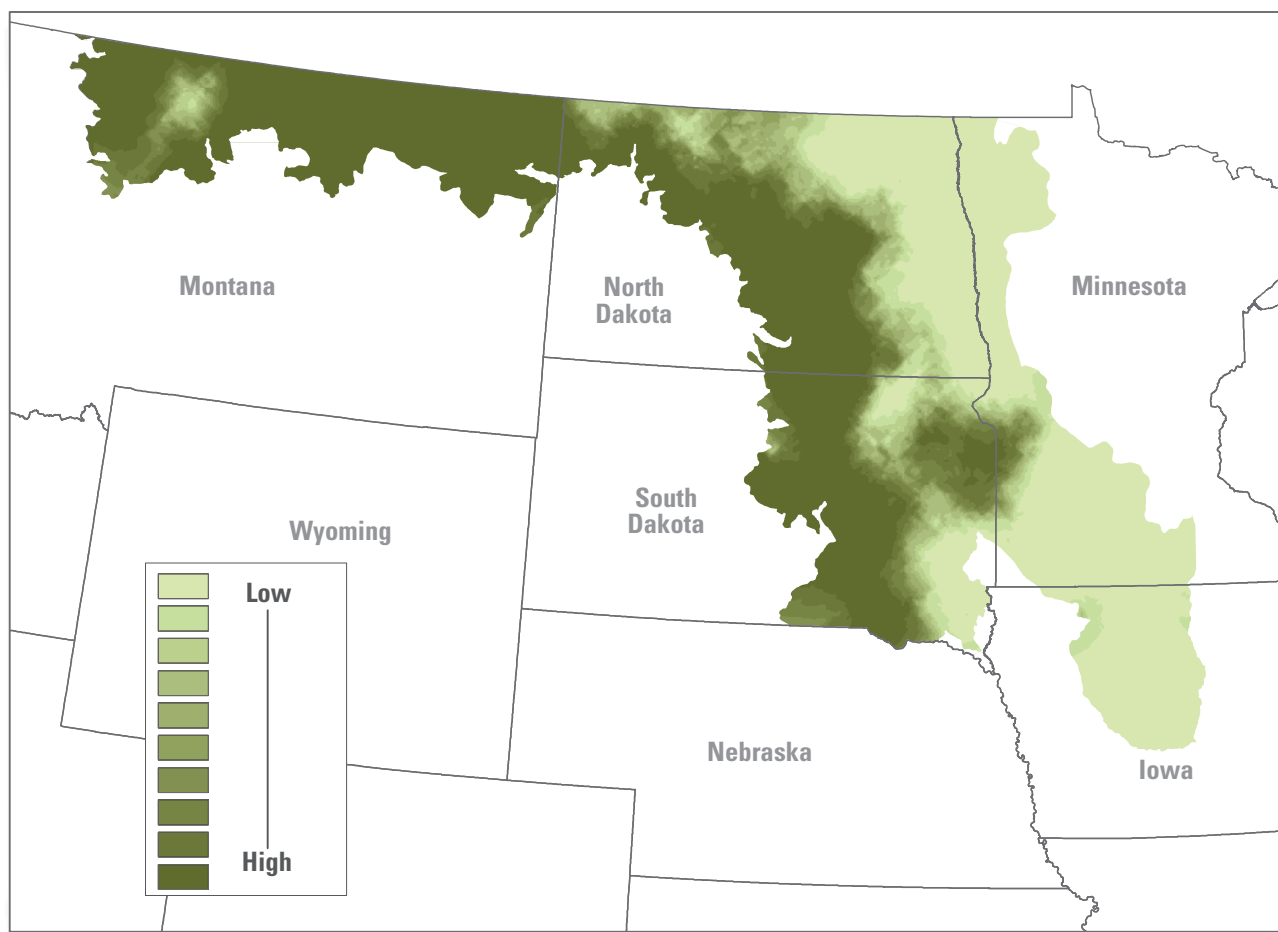 Montana
North
Dakota
Minnesota
South
Dakota
Wyoming
Low
High
Nebraska
Iowa